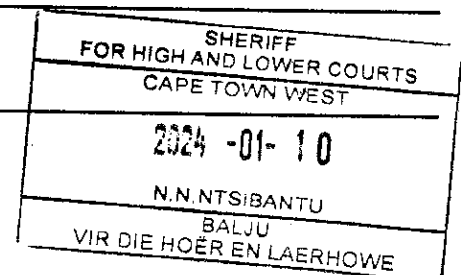 SHERIFF
FOR HIGH AND LOWER COURTS
CAPE TOWN WEST
2024 -01- 10
N.N.NTSIBANTU
BALJU
VIR DIE HOËR EN LAERHOWE